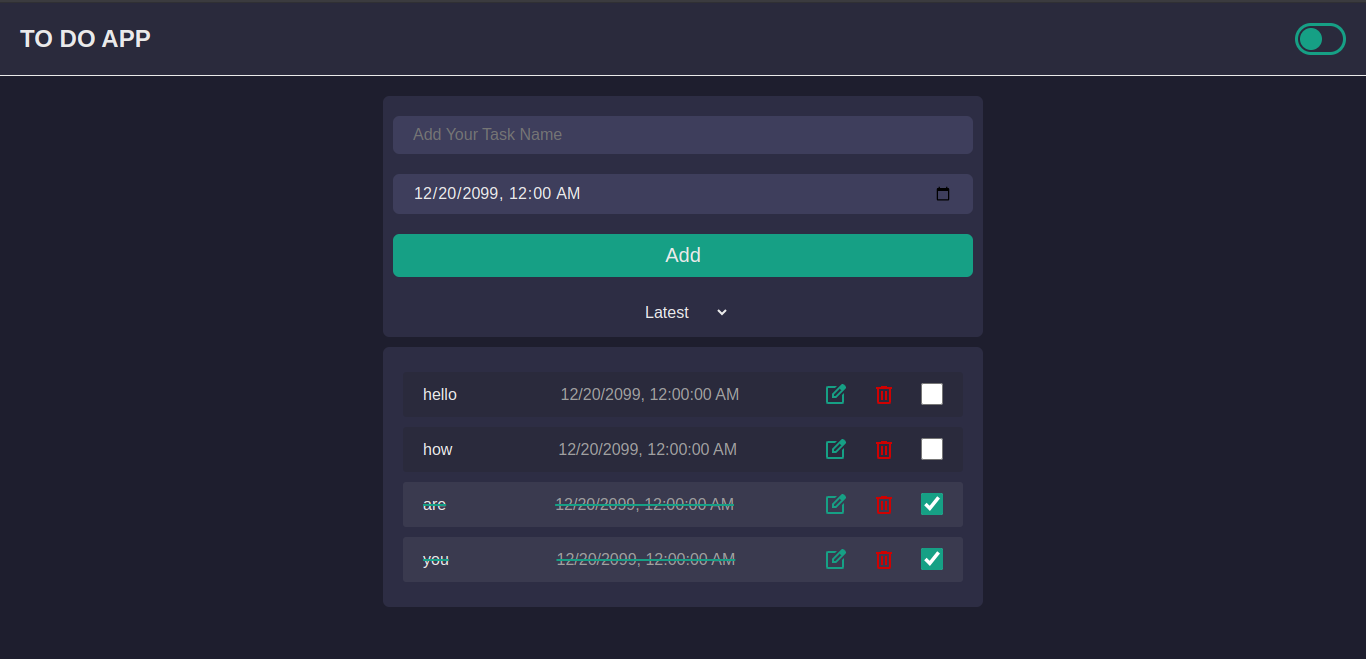 TO DO APP
Add Your Task Name
12/20/2099, 12:00 AM
Add
Latest
hello 12/20/2099, 12:00:00 AM
how 12/20/2099, 12:00:00 AM
are 12/20/2099, 12:00:00 AM
you 12/20/2099, 12:00:00 AM